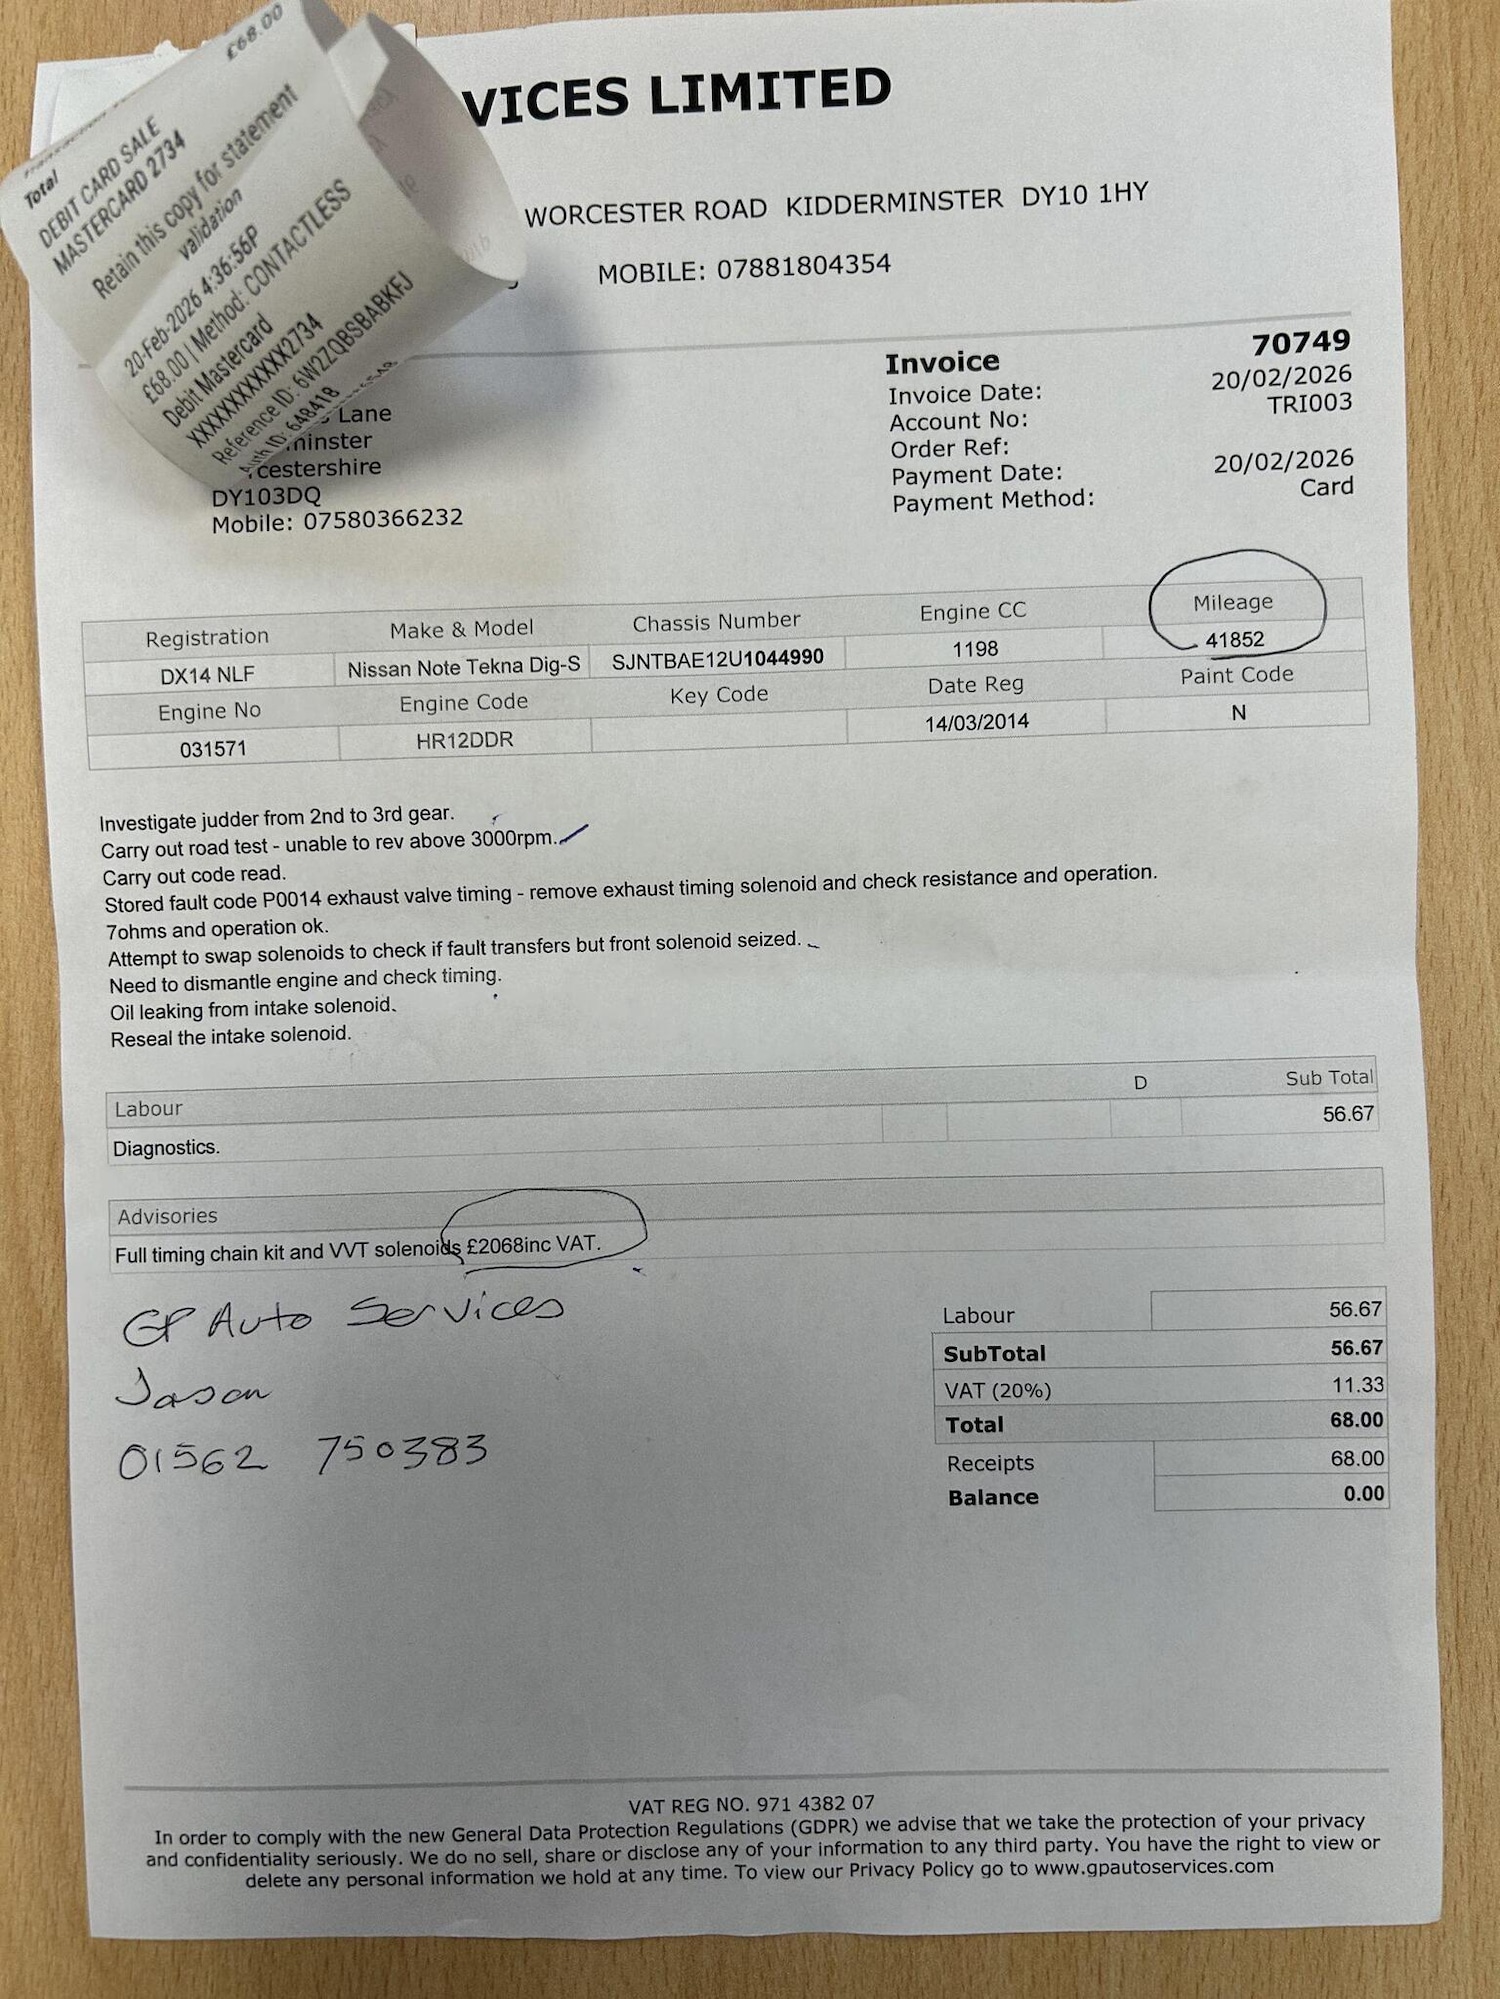 £68.00
Total
DEBIT CARD SALE
MASTERCARD 2734
Retain this copy for statement
validation
20-Feb-2026 4:36:56P
£68.00 | Method: CONTACTLESS
Debit Mastercard
XXXXXXXXXXXX2734
Reference ID: 6W2ZZQBSBABKFJ
Auth ID: 648418
VICES LIMITED
WORCESTER ROAD KIDDERMINSTER DY10 1HY
MOBILE: 07881804354
Lane
minster
cestershire
DY103DQ
Mobile: 07580366232
Invoice 70749
Invoice Date: 20/02/2026
Account No: TRI003
Order Ref:
Payment Date: 20/02/2026
Payment Method: Card
Registration Make & Model Chassis Number Engine CC Mileage
DX14 NLF Nissan Note Tekna Dig-S SJNTBAE12U1044990 1198 41852
Engine No Engine Code Key Code Date Reg Paint Code
031571 HR12DDR 14/03/2014 N
Investigate judder from 2nd to 3rd gear.
Carry out road test - unable to rev above 3000rpm.
Carry out code read.
Stored fault code P0014 exhaust valve timing - remove exhaust timing solenoid and check resistance and operation.
7ohms and operation ok.
Attempt to swap solenoids to check if fault transfers but front solenoid seized.
Need to dismantle engine and check timing.
Oil leaking from intake solenoid.
Reseal the intake solenoid.
Labour D Sub Total
Diagnostics. 56.67
Advisories
Full timing chain kit and VVT solenoids £2068inc VAT.
GP Auto Services
Jason
01562 750383
Labour 56.67
SubTotal 56.67
VAT (20%) 11.33
Total 68.00
Receipts 68.00
Balance 0.00
VAT REG NO. 971 4382 07
In order to comply with the new General Data Protection Regulations (GDPR) we advise that we take the protection of your privacy
and confidentiality seriously. We do no sell, share or disclose any of your information to any third party. You have the right to view or
delete any personal information we hold at any time. To view our Privacy Policy go to www.gpautoservices.com